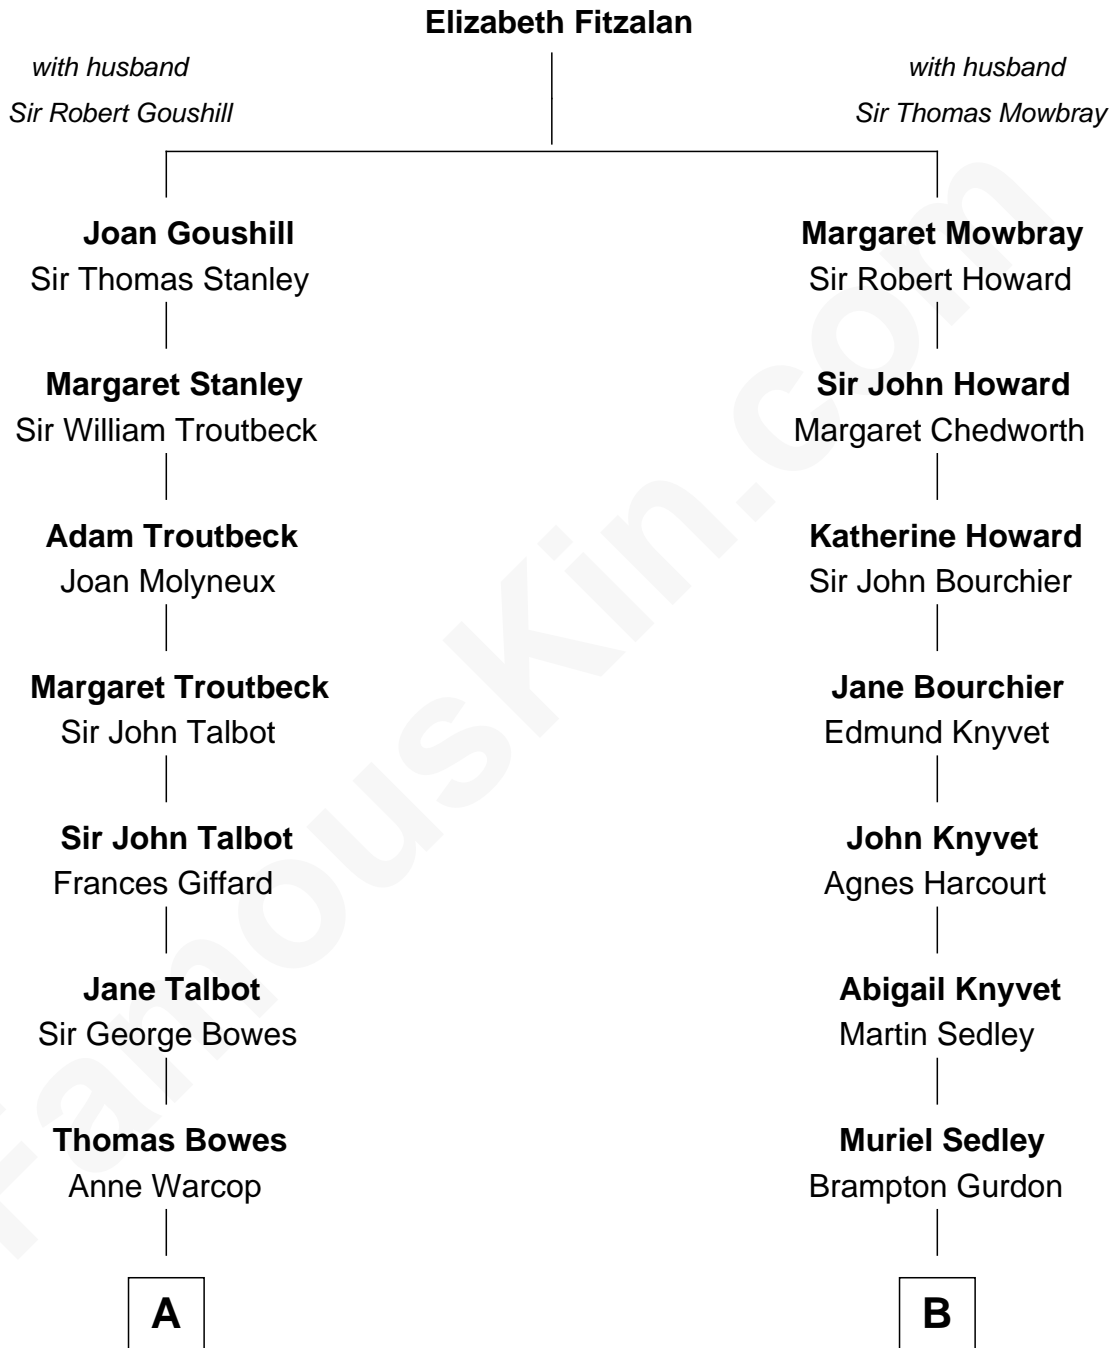 Elizabeth Fitzalan
with husband
Sir Robert Goushill
with husband
Sir Thomas Mowbray
Joan Goushill
Sir Thomas Stanley
Margaret Mowbray
Sir Robert Howard
Margaret Stanley
Sir William Troutbeck
Sir John Howard
Margaret Chedworth
Adam Troutbeck
Joan Molyneux
Katherine Howard
Sir John Bourchier
Margaret Troutbeck
Sir John Talbot
Jane Bourchier
Edmund Knyvet
Sir John Talbot
Frances Giffard
John Knyvet
Agnes Harcourt
Jane Talbot
Sir George Bowes
Abigail Knyvet
Martin Sedley
Thomas Bowes
Anne Warcop
Muriel Sedley
Brampton Gurdon
A
B
FamousKin.com